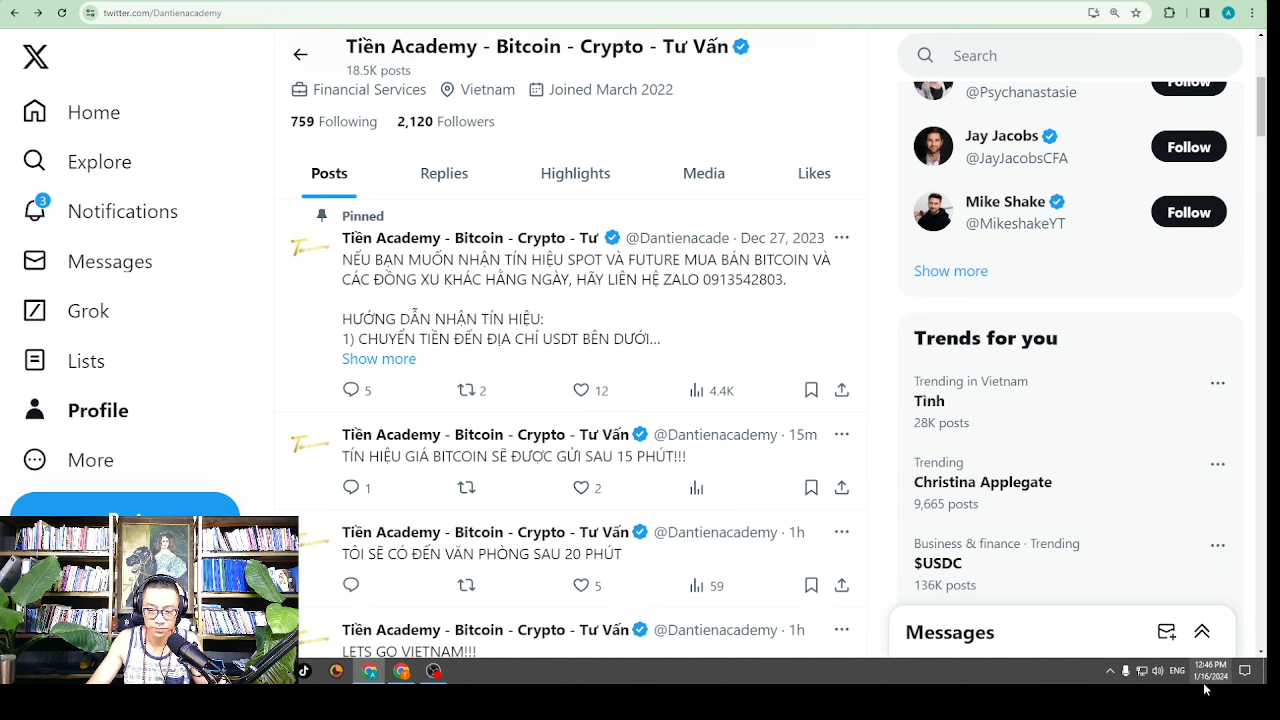 twitter.com/Dantienacademy
Tiền Academy - Bitcoin - Crypto - Tư Vấn
18.5K posts
Financial Services Vietnam Joined March 2022
759 Following 2,120 Followers
Posts Replies Highlights Media Likes
Pinned
Tiền Academy - Bitcoin - Crypto - Tư @Dantienacade · Dec 27, 2023
NẾU BẠN MUỐN NHẬN TÍN HIỆU SPOT VÀ FUTURE MUA BÁN BITCOIN VÀ
CÁC ĐỒNG XU KHÁC HẰNG NGÀY, HÃY LIÊN HỆ ZALO 0913542803.
HƯỚNG DẪN NHẬN TÍN HIỆU:
1) CHUYỂN TIỀN ĐẾN ĐỊA CHỈ USDT BÊN DƯỚI...
Show more
5 2 12 4.4K
Tiền Academy - Bitcoin - Crypto - Tư Vấn @Dantienacademy · 15m
TÍN HIỆU GIÁ BITCOIN SẼ ĐƯỢC GỬI SAU 15 PHÚT!!!
1 2
Tiền Academy - Bitcoin - Crypto - Tư Vấn @Dantienacademy · 1h
TÔI SẼ CÓ ĐẾN VĂN PHÒNG SAU 20 PHÚT
5 59
Tiền Academy - Bitcoin - Crypto - Tư Vấn @Dantienacademy · 1h
LETS GO VIETNAM!!!
Home
Explore
3
Notifications
Messages
Grok
Lists
Profile
More
Search
@Psychanastasie
Follow
Jay Jacobs
@JayJacobsCFA
Follow
Mike Shake
@MikeshakeYT
Follow
Show more
Trends for you
Trending in Vietnam
Tình
28K posts
Trending
Christina Applegate
9,665 posts
Business & finance · Trending
$USDC
136K posts
Messages
ENG
12:46 PM
1/16/2024